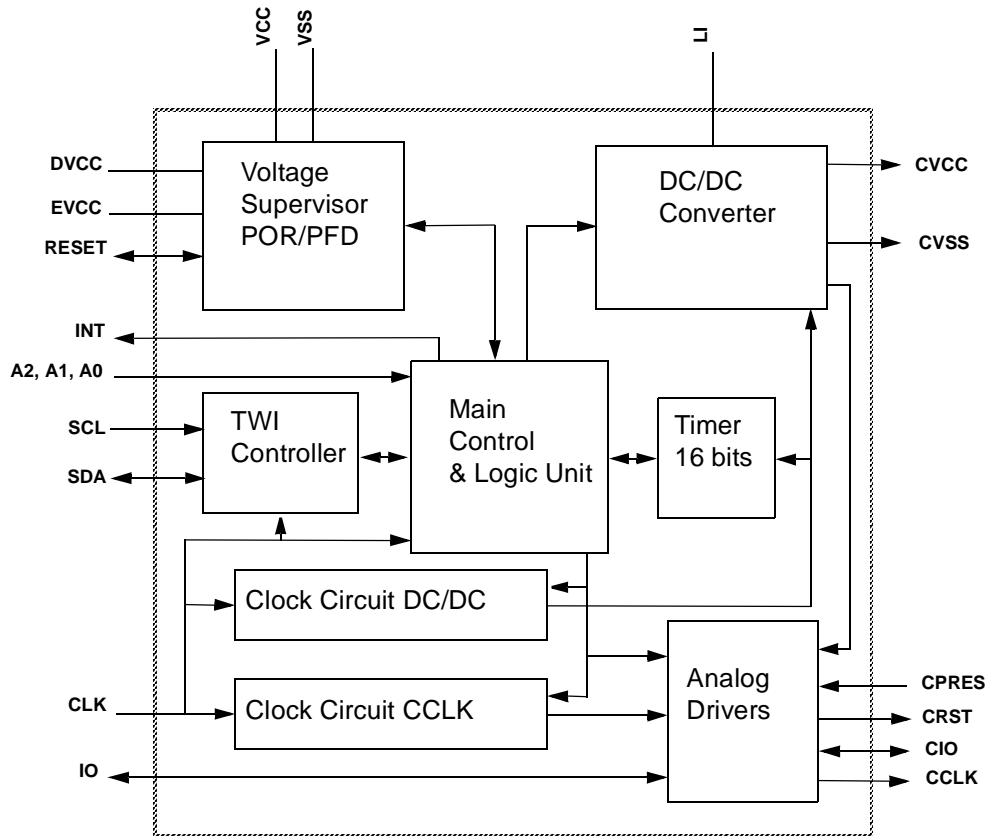 VCC
VSS
LI
DVCC
EVCC
RESET
Voltage
Supervisor
POR/PFD
DC/DC
Converter
CVCC
CVSS
INT
A2, A1, A0
SCL
SDA
TWI
Controller
Main
Control
& Logic Unit
Timer
16 bits
Clock Circuit DC/DC
Clock Circuit CCLK
Analog
Drivers
CLK
IO
CPRES
CRST
CIO
CCLK